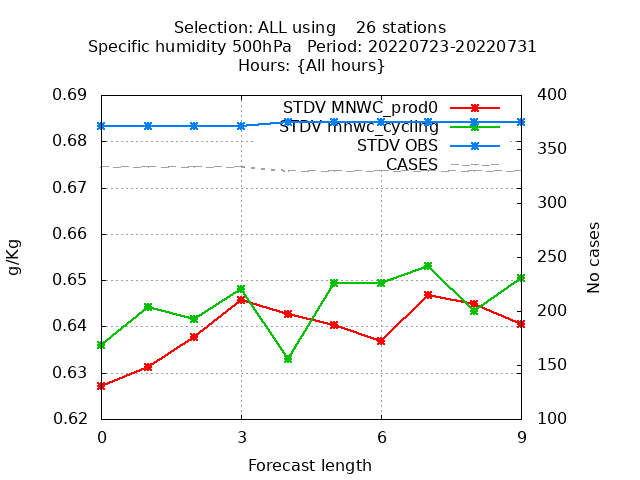 Selection: ALL using 26 stations
Specific humidity 500hPa Period: 20220723-20220731
Hours: {All hours}
0.69
0.68
0.67
0.66
0.65
0.64
0.63
0.62
400
350
300
250
200
150
100
STDV MNWC_prod0
STDV mnwc_cycling
STDV OBS
CASES
g/Kg
No cases
0
3
6
9
Forecast length